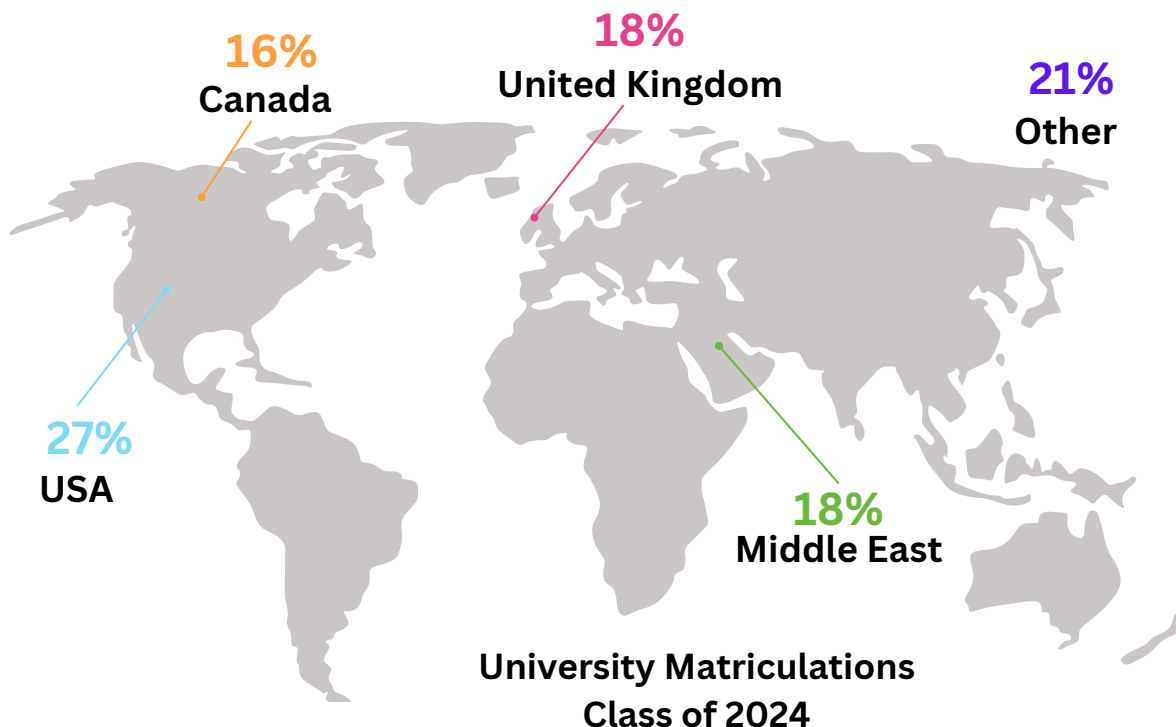 16%
Canada
18%
United Kingdom
21%
Other
27%
USA
18%
Middle East
University Matriculations
Class of 2024